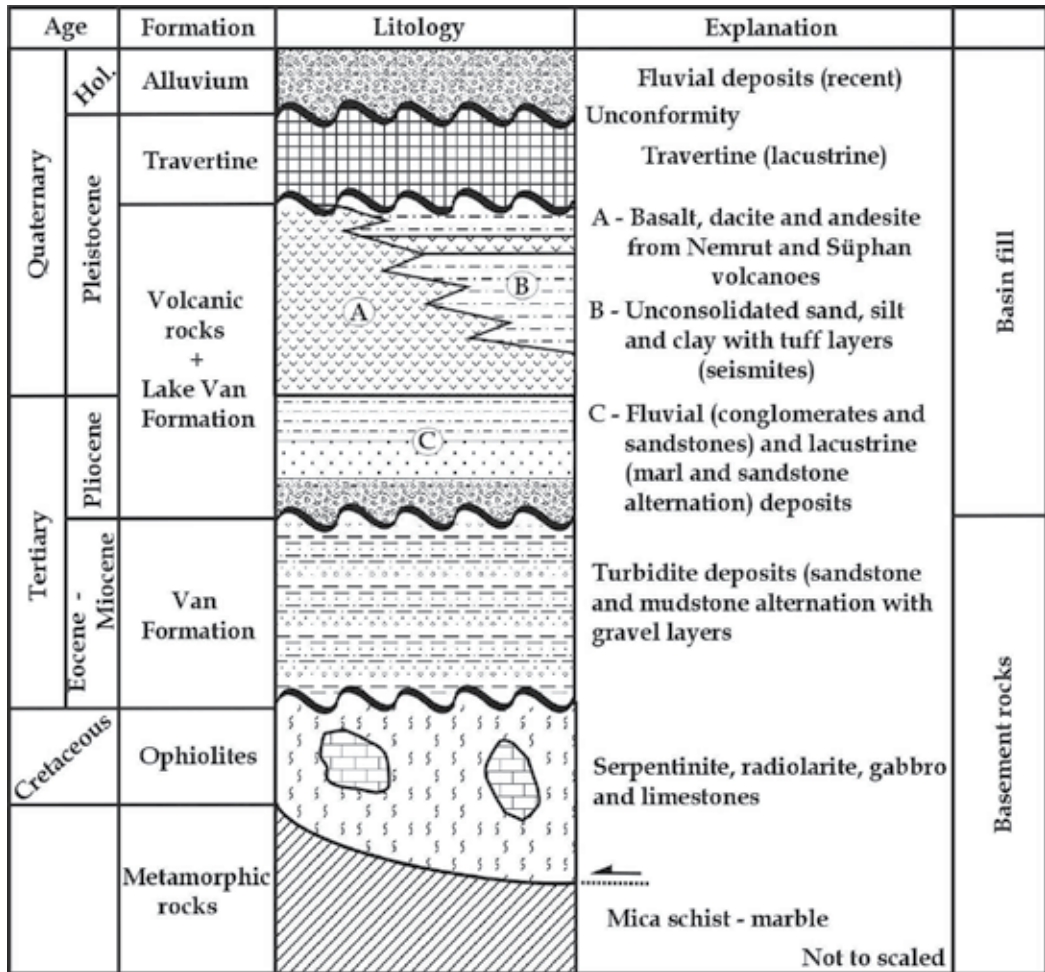 Age Formation Litology Explanation
Quaternary
Hol.
Alluvium
Fluvial deposits (recent)
Unconformity
Pleistocene
Travertine
Travertine (lacustrine)
Volcanic
rocks
+
Lake Van
Formation
A
B
A - Basalt, dacite and andesite
from Nemrut and Süphan
volcanoes
B - Unconsolidated sand, silt
and clay with tuff layers
(seismites)
Basin fill
Tertiary
Pliocene
C
C - Fluvial (conglomerates and
sandstones) and lacustrine
(marl and sandstone
alternation) deposits
Eocene -
Miocene
Van
Formation
Turbidite deposits (sandstone
and mudstone alternation with
gravel layers
Cretaceous
Ophiolites
Serpentinite, radiolarite, gabbro
and limestones
Basement rocks
Metamorphic
rocks
Mica schist - marble
Not to scaled